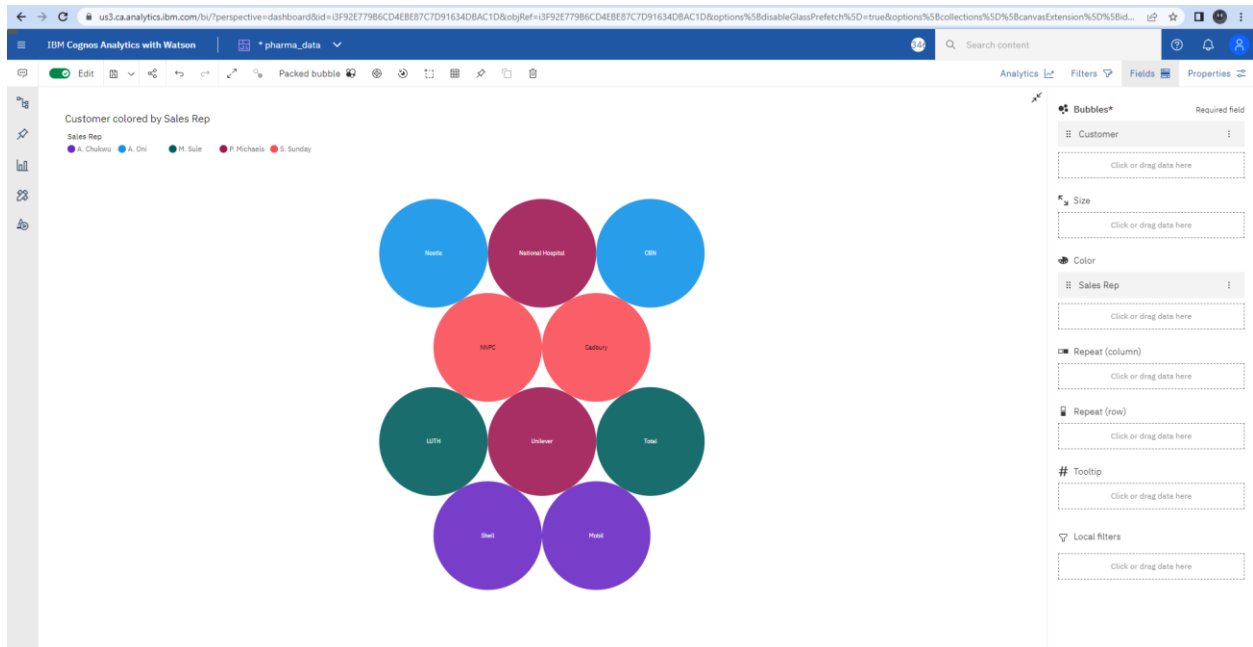 us3.ca.analytics.ibm.com/bi/?perspective=dashboard&id=i3F92E7798B6CD4EBE87C7D91634DBAC1D&objRef=i3F92E7798B6CD4EBE87C7D91634DBAC1D&options%5BdisableGlassPrefetch%5D=true&options%5Bcollections%5D%5BcanvasExtension%5D%5Bid...
IBM Cognos Analytics with Watson
* pharma_data
Search content
Edit
Packed bubble
Analytics
Filters
Fields
Properties
Customer colored by Sales Rep
Sales Rep
A. Chukwu A. Oni M. Sule P. Michaels S. Sunday
Nestle National Hospital CBN
NNPC Cadbury
LUTH Unilever Total
Shell Mobil
Bubbles* Required field
Customer
Click or drag data here
Size
Click or drag data here
Color
Sales Rep
Click or drag data here
Repeat (column)
Click or drag data here
Repeat (row)
Click or drag data here
Tooltip
Click or drag data here
Local filters
Click or drag data here